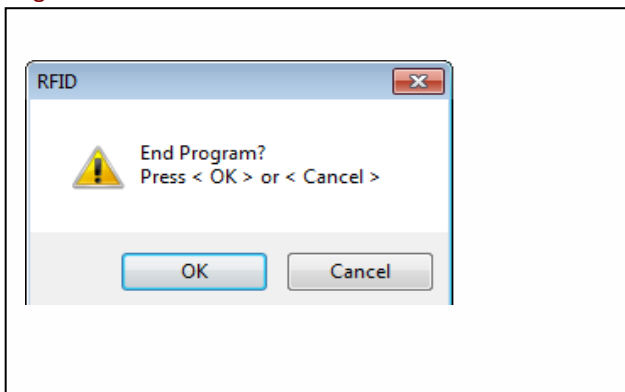 RFID
End Program?
Press < OK > or < Cancel >
OK
Cancel